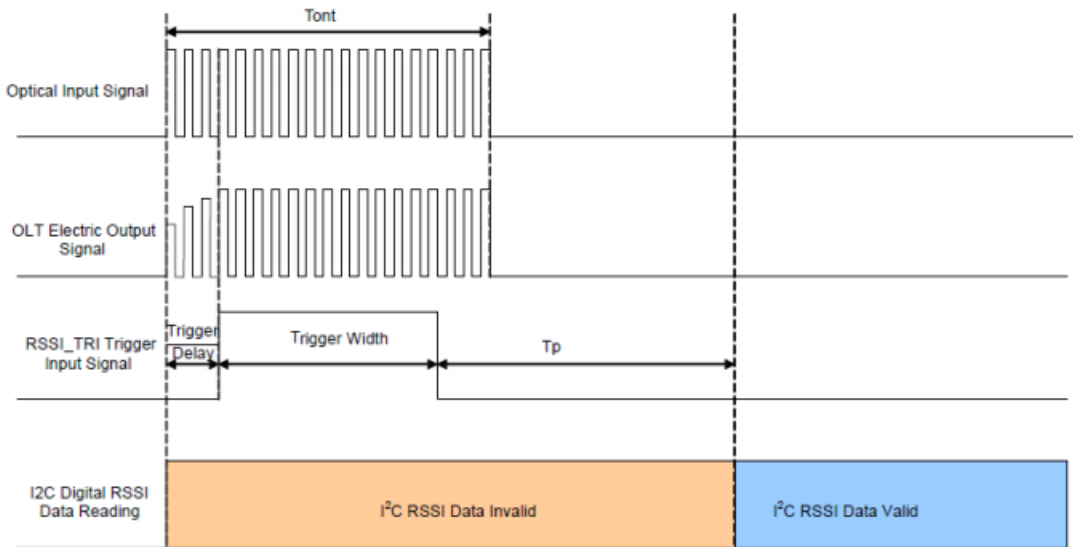 Tont
Optical Input Signal
OLT Electric Output
Signal
RSSI_TRI Trigger
Input Signal
Trigger
Delay
Trigger Width
Tp
I2C Digital RSSI
Data Reading
I²C RSSI Data Invalid
I²C RSSI Data Valid